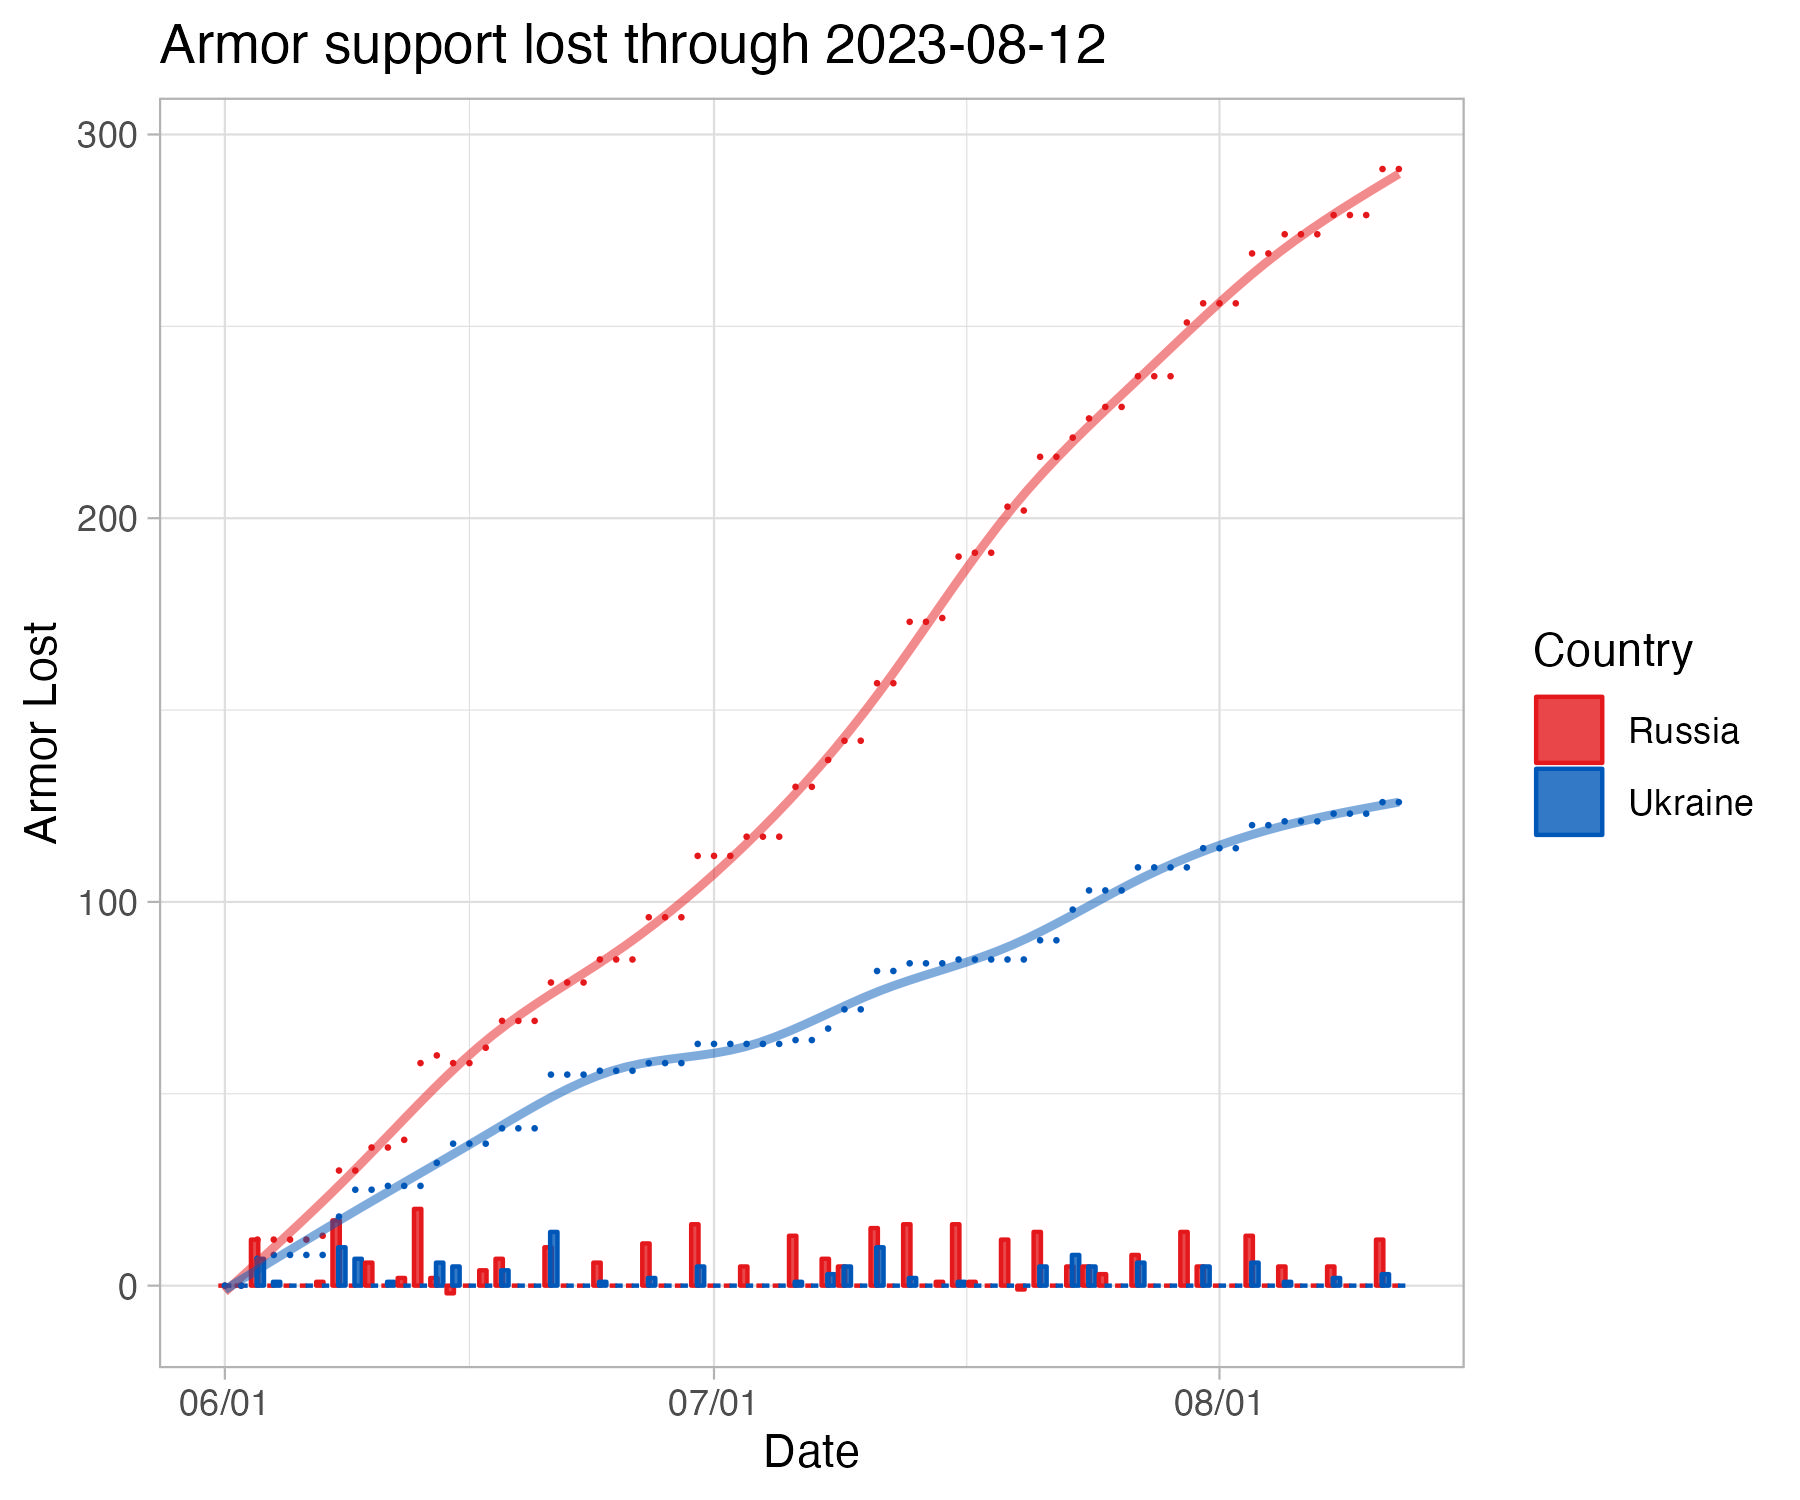 Armor support lost through 2023-08-12
300
200
100
0
Armor Lost
06/01
07/01
08/01
Date
Country
Russia
Ukraine